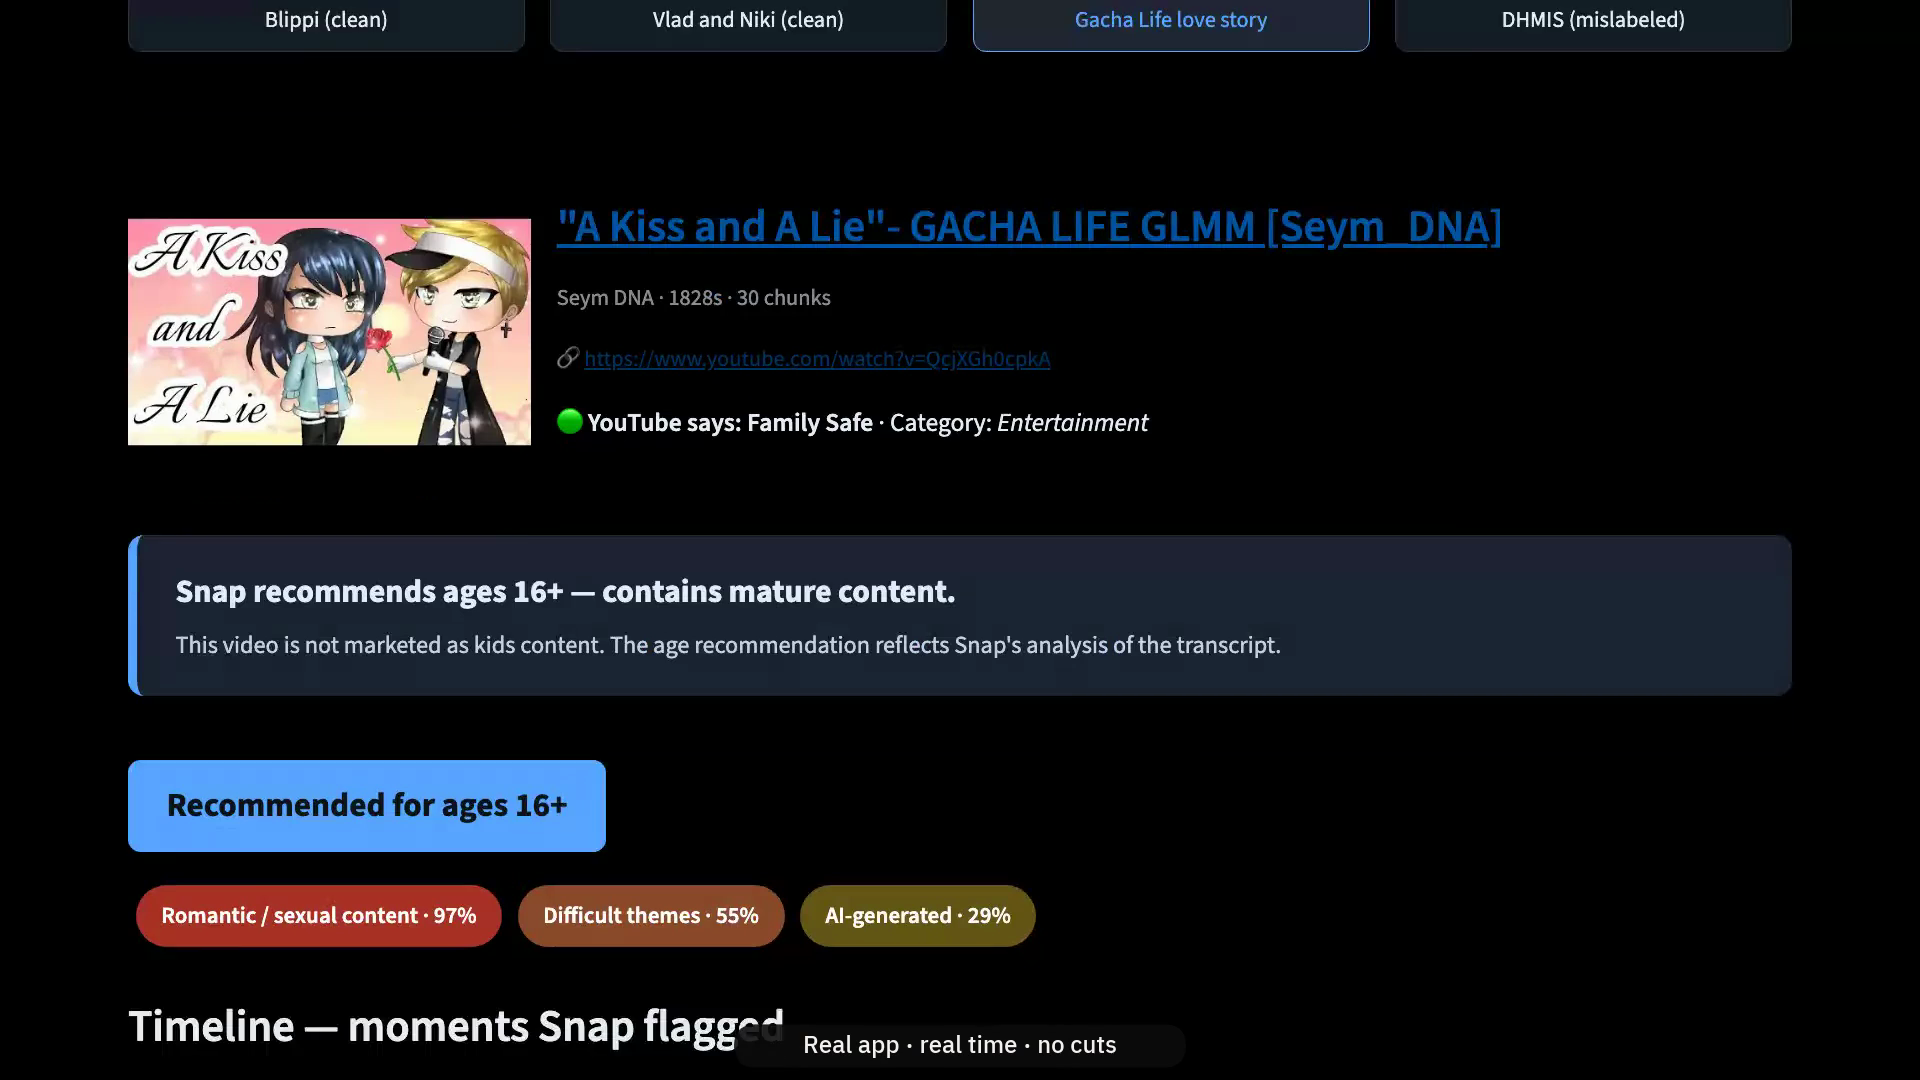 Blippi (clean)
Vlad and Niki (clean)
Gacha Life love story
DHMIS (mislabeled)
A Kiss
and
A Lie
"A Kiss and A Lie"- GACHA LIFE GLMM [Seym_DNA]
Seym DNA · 1828s · 30 chunks
https://www.youtube.com/watch?v=QcjXGh0cpkA
YouTube says: Family Safe · Category: Entertainment
Snap recommends ages 16+ — contains mature content.
This video is not marketed as kids content. The age recommendation reflects Snap's analysis of the transcript.
Recommended for ages 16+
Romantic / sexual content · 97%
Difficult themes · 55%
AI-generated · 29%
Timeline — moments Snap flagged
Real app · real time · no cuts